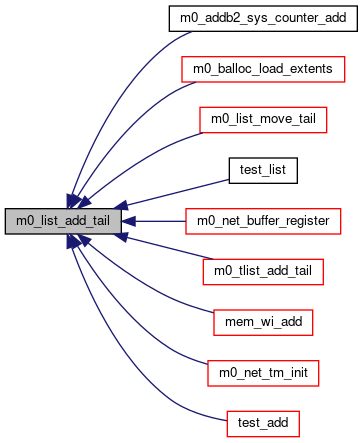 m0_addb2_sys_counter_add
m0_balloc_load_extents
m0_list_move_tail
test_list
m0_list_add_tail
m0_net_buffer_register
m0_tlist_add_tail
mem_wi_add
m0_net_tm_init
test_add